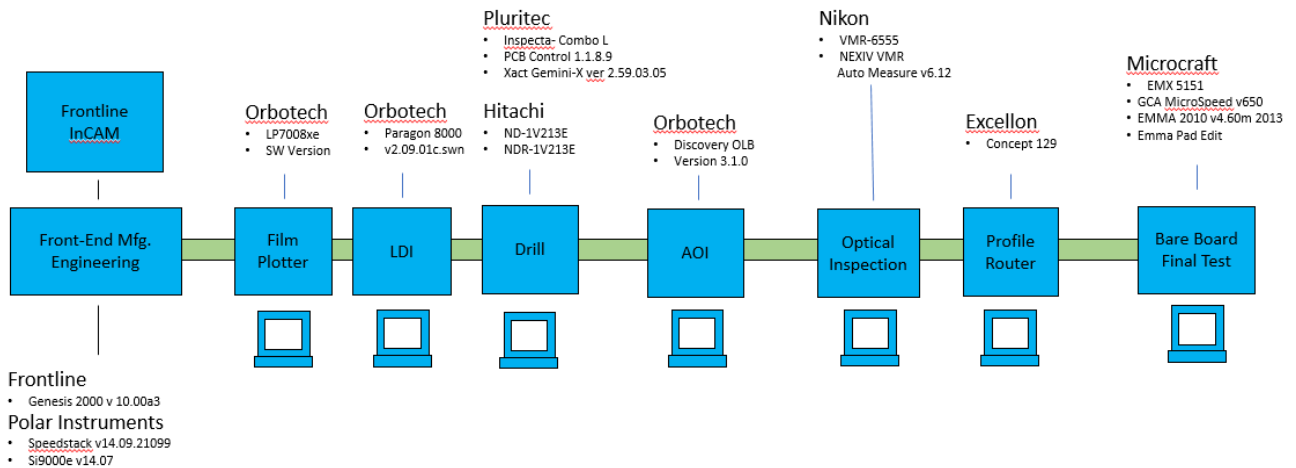 Frontline
InCAM
Front-End Mfg.
Engineering
Frontline
• Genesis 2000 v 10.00a3
Polar Instruments
• Speedstack v14.09.21099
• Si9000e v14.07
Orbotech
• LP7008xe
• SW Version
Film
Plotter
Orbotech
• Paragon 8000
• v2.09.01c.swn
LDI
Pluritec
• Inspecta- Combo L
• PCB Control 1.1.8.9
• Xact Gemini-X ver 2.59.03.05
Hitachi
• ND-1V213E
• NDR-1V213E
Drill
Orbotech
• Discovery OLB
• Version 3.1.0
AOI
Nikon
• VMR-6555
• NEXIV VMR
Auto Measure v6.12
Optical
Inspection
Excellon
• Concept 129
Profile
Router
Microcraft
• EMX 5151
• GCA MicroSpeed v650
• EMMA 2010 v4.60m 2013
• Emma Pad Edit
Bare Board
Final Test